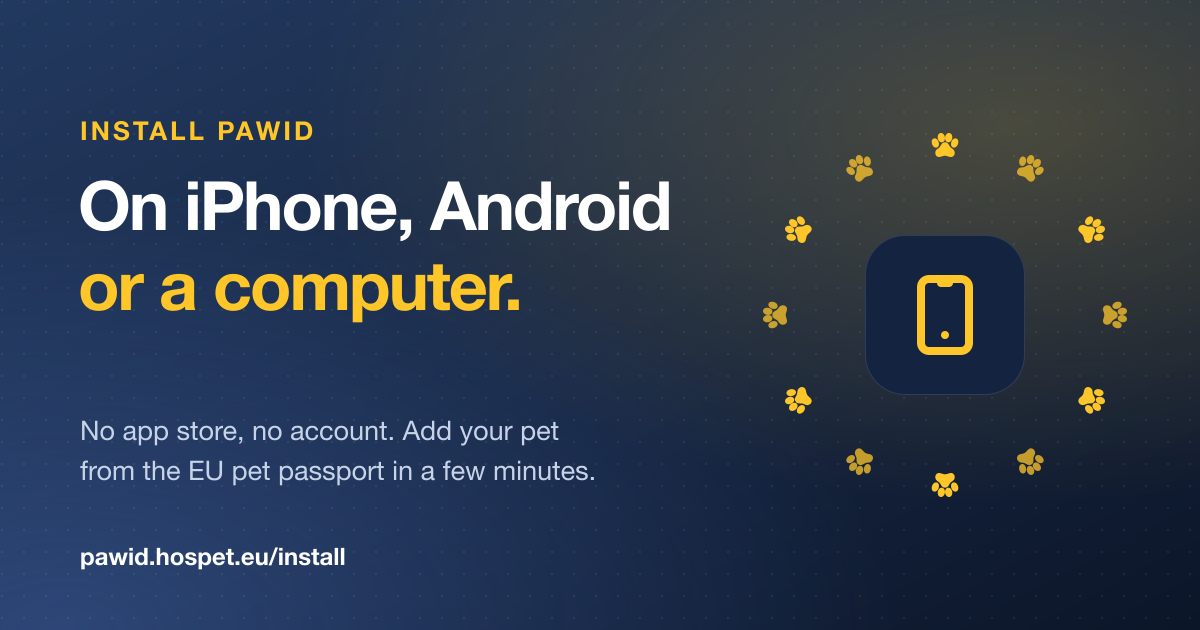 INSTALL PAWID
On iPhone, Android
or a computer.
No app store, no account. Add your pet
from the EU pet passport in a few minutes.
pawid.hospet.eu/install